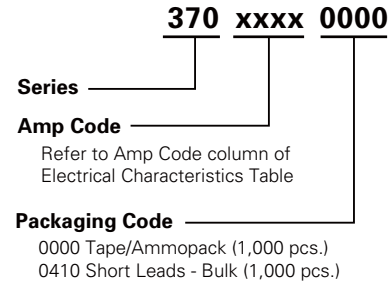 370 xxxx 0000
Series
Amp Code
Refer to Amp Code column of
Electrical Characteristics Table
Packaging Code
0000 Tape/Ammopack (1,000 pcs.)
0410 Short Leads - Bulk (1,000 pcs.)